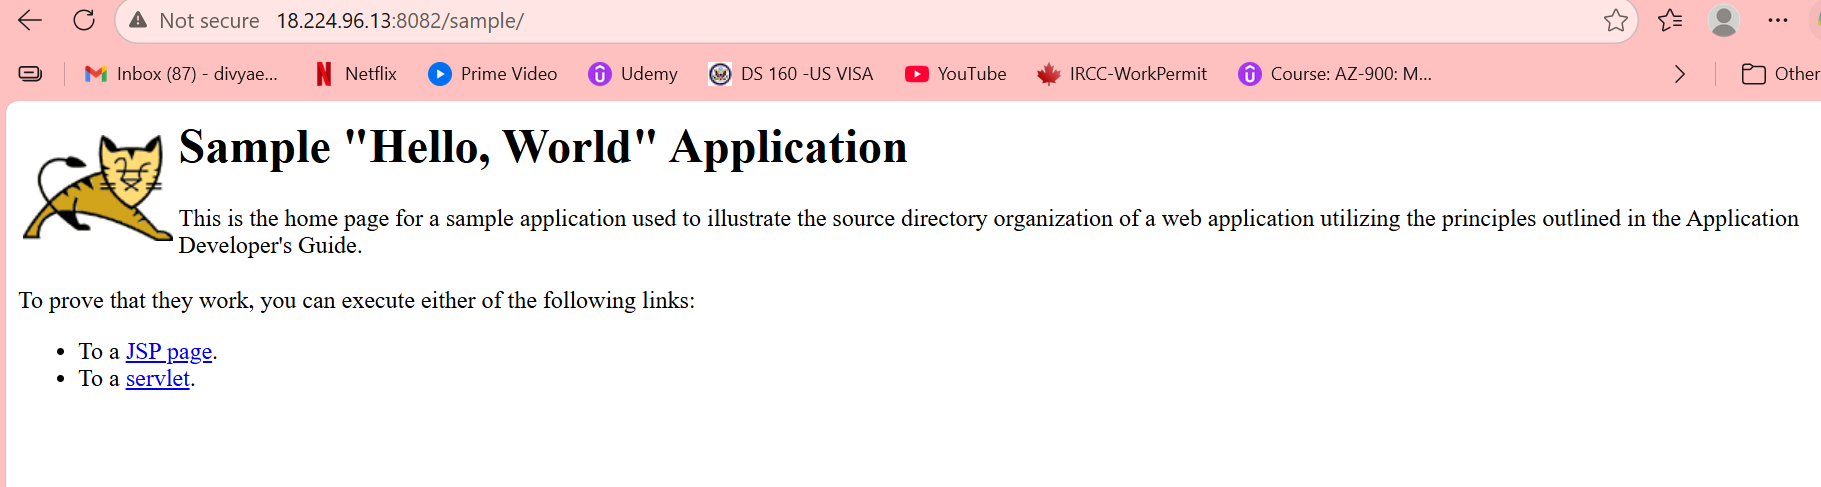 Not secure 18.224.96.13:8082/sample/
Inbox (87) - divyae... Netflix Prime Video Udemy DS 160 -US VISA YouTube IRCC-WorkPermit Course: AZ-900: M... Other
Sample "Hello, World" Application
This is the home page for a sample application used to illustrate the source directory organization of a web application utilizing the principles outlined in the Application
Developer's Guide.
To prove that they work, you can execute either of the following links:
• To a JSP page.
• To a servlet.